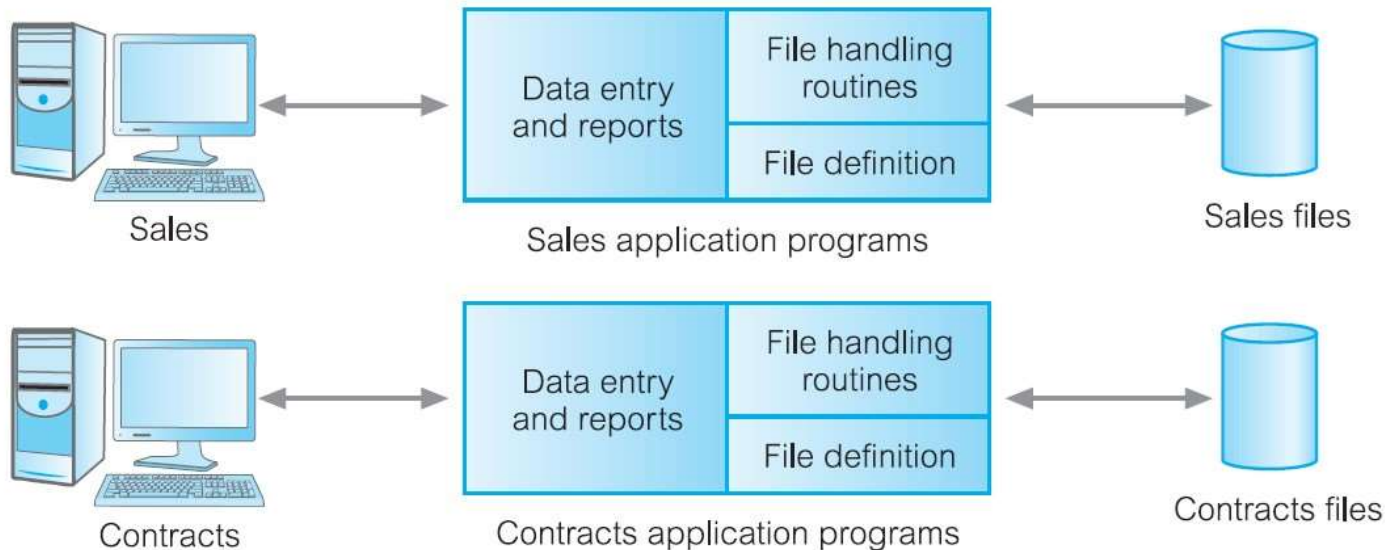 Data entry
and reports
File handling
routines
File definition
Sales
Sales application programs
Sales files
Data entry
and reports
File handling
routines
File definition
Contracts
Contracts application programs
Contracts files